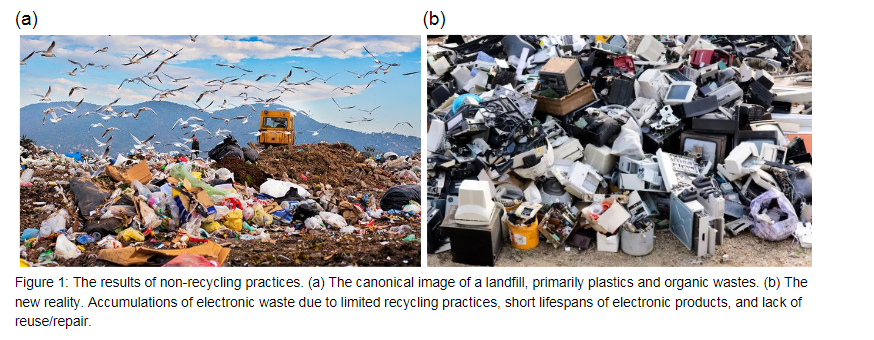 (a)
(b)
Figure 1: The results of non-recycling practices. (a) The canonical image of a landfill, primarily plastics and organic wastes. (b) The
new reality. Accumulations of electronic waste due to limited recycling practices, short lifespans of electronic products, and lack of
reuse/repair.